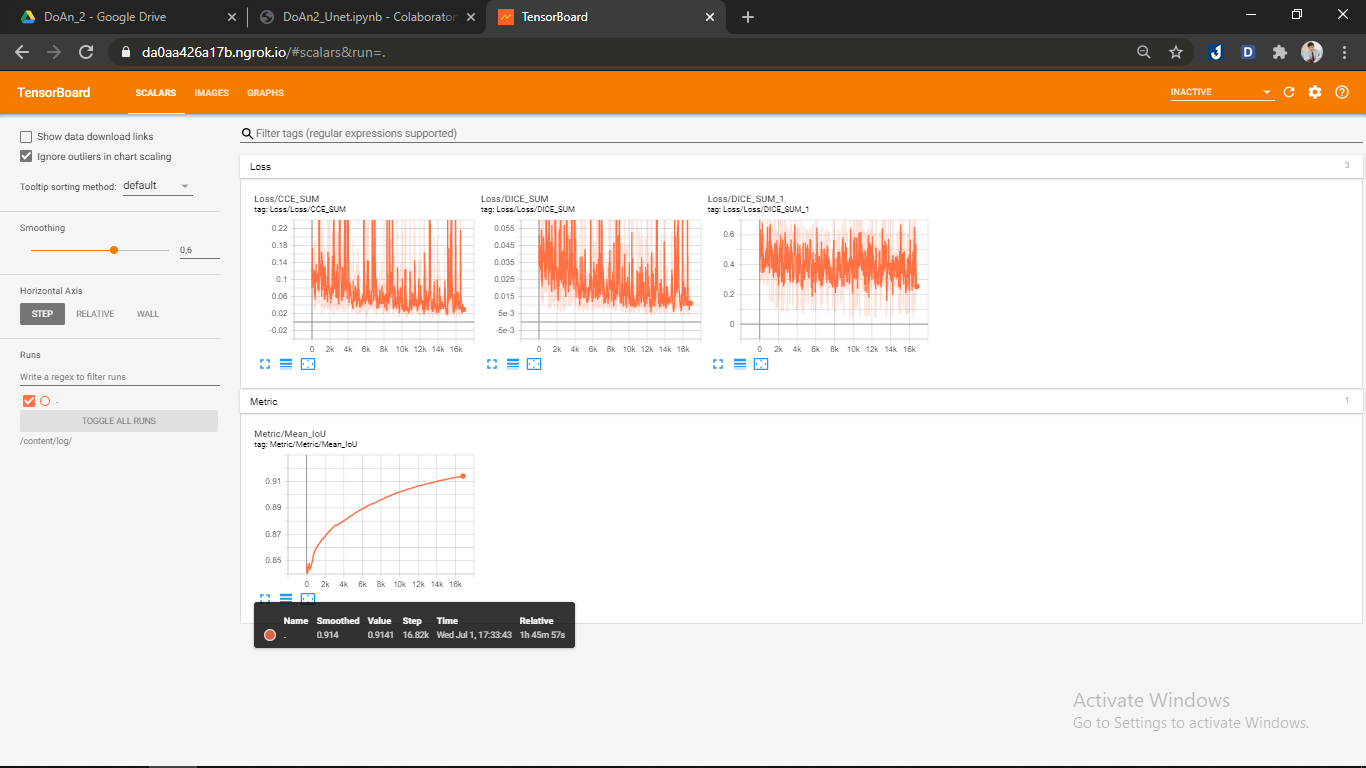 DoAn_2 - Google Drive
DoAn2_Unet.ipynb - Colaborator
TensorBoard
da0aa426a17b.ngrok.io/#scalars&run=.
TensorBoard SCALARS IMAGES GRAPHS INACTIVE
Show data download links
Ignore outliers in chart scaling
Tooltip sorting method: default
Smoothing
0,6
Horizontal Axis
STEP RELATIVE WALL
Runs
Write a regex to filter runs
.
TOGGLE ALL RUNS
/content/log/
Filter tags (regular expressions supported)
Loss 3
Loss/CCE_SUM
tag: Loss/Loss/CCE_SUM
0.22
0.18
0.14
0.1
0.06
0.02
-0.02
0 2k 4k 6k 8k 10k 12k 14k 16k
Loss/DICE_SUM
tag: Loss/Loss/DICE_SUM
0.055
0.045
0.035
0.025
0.015
5e-3
-5e-3
0 2k 4k 6k 8k 10k 12k 14k 16k
Loss/DICE_SUM_1
tag: Loss/Loss/DICE_SUM_1
0.6
0.4
0.2
0
0 2k 4k 6k 8k 10k 12k 14k 16k
Metric 1
Metric/Mean_IoU
tag: Metric/Metric/Mean_IoU
0.91
0.89
0.87
0.85
0 2k 4k 6k 8k 10k 12k 14k 16k
Name Smoothed Value Step Time Relative
. 0.914 0.9141 16.82k Wed Jul 1, 17:33:43 1h 45m 57s
Activate Windows
Go to Settings to activate Windows.